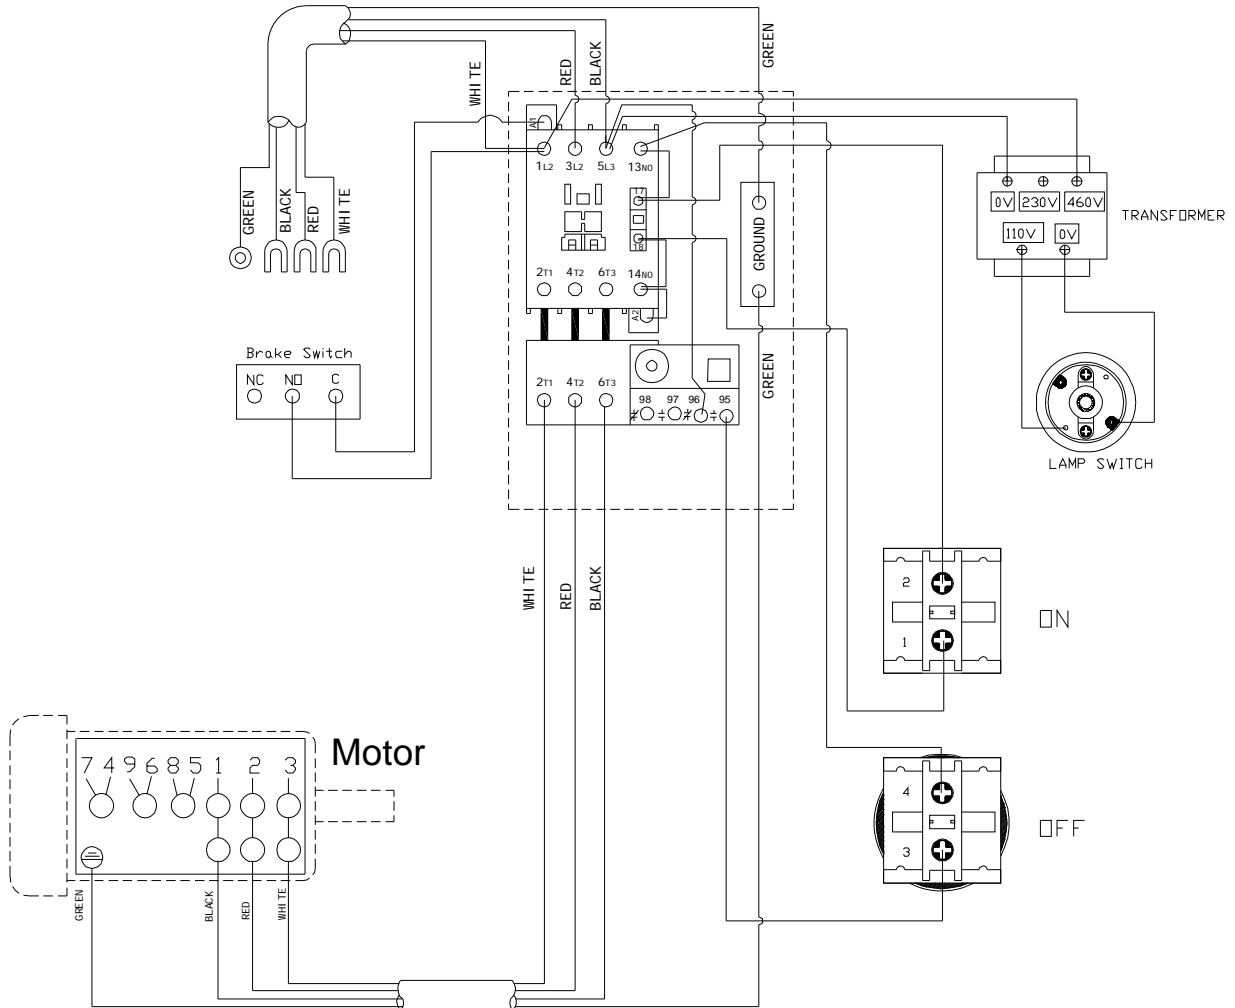 GREEN
BLACK
RED
WHITE
WHITE
RED
BLACK
GREEN
A1
1L2 3L2 5L3 13NO
17
18
2T1 4T2 6T3 14NO
A2
GROUND
0V 230V 460V
110V 0V
TRANSFORMER
Brake Switch
NC NO C
2T1 4T2 6T3
98 97 96 95
GREEN
LAMP SWITCH
WHITE
RED
BLACK
2
1
ON
Motor
7 4 9 6 8 5 1 2 3
GREEN
BLACK
RED
WHITE
4
3
OFF